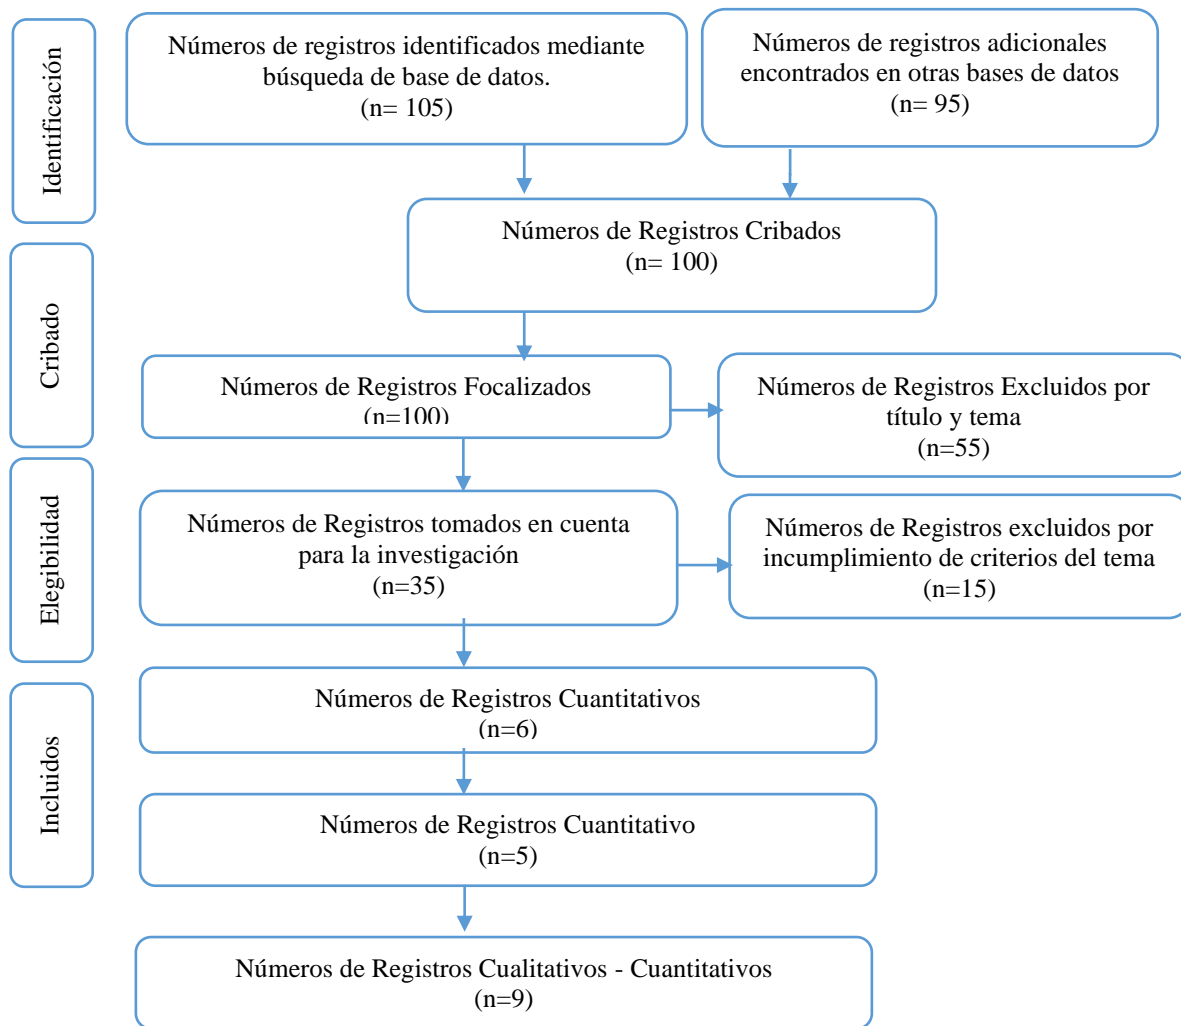 Identificación
Números de registros identificados mediante
búsqueda de base de datos.
(n= 105)
Números de registros adicionales
encontrados en otras bases de datos
(n= 95)
Números de Registros Cribados
(n= 100)
Cribado
Números de Registros Focalizados
(n=100)
Números de Registros Excluidos por
título y tema
(n=55)
Elegibilidad
Números de Registros tomados en cuenta
para la investigación
(n=35)
Números de Registros excluidos por
incumplimiento de criterios del tema
(n=15)
Incluidos
Números de Registros Cuantitativos
(n=6)
Números de Registros Cuantitativo
(n=5)
Números de Registros Cualitativos - Cuantitativos
(n=9)